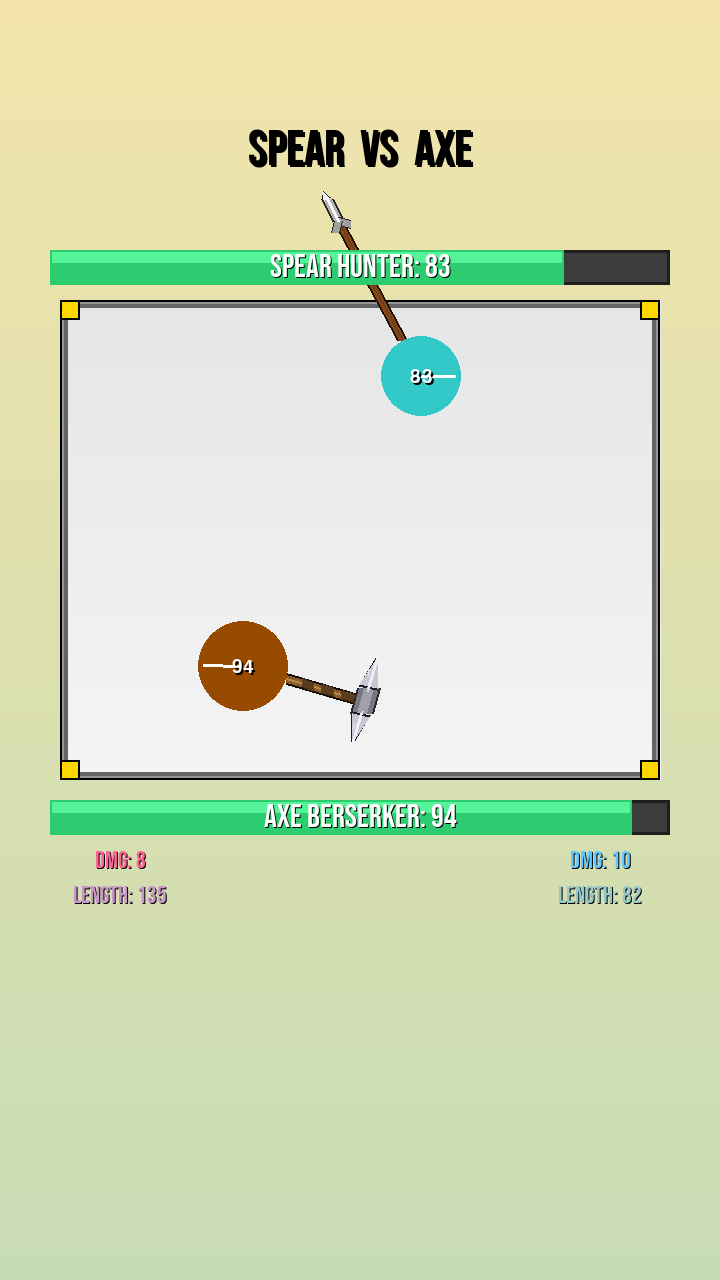 SPEAR VS AXE
SPEAR HUNTER: 83
83
94
AXE BERSERKER: 94
DMG: 8
DMG: 10
LENGTH: 135
LENGTH: 82